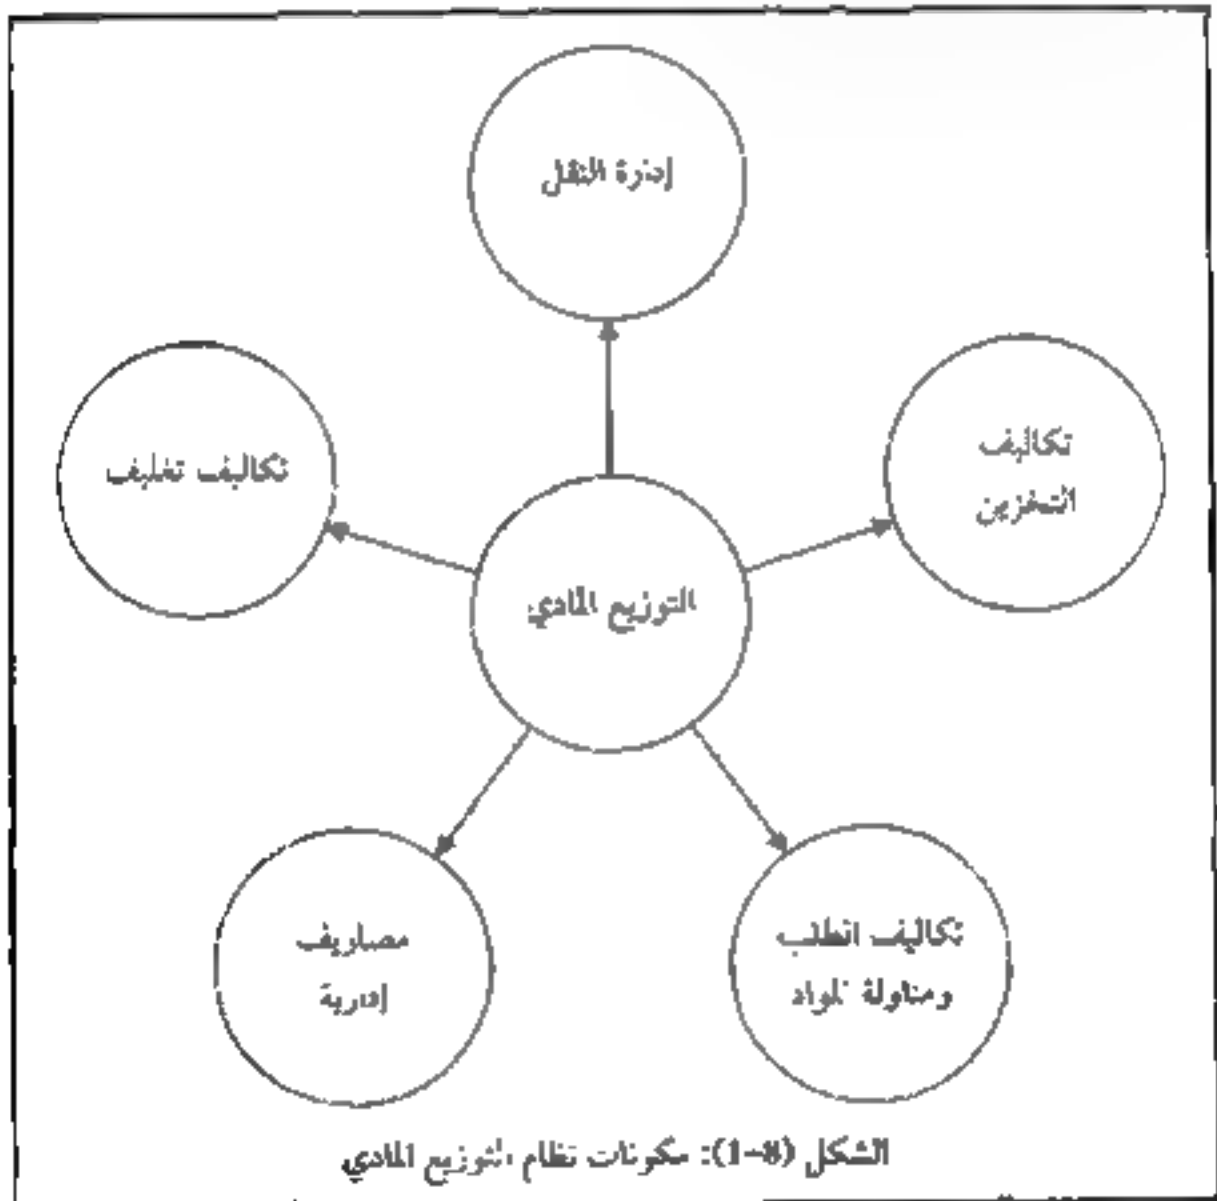 إدارة النقل
تكاليف
التخزين
تكاليف تغليف
التوزيع المادي
تكاليف الطلب
ومناولة المواد
مصاريف
إدارية
الشكل (8-1): مكونات نظام التوزيع المادي